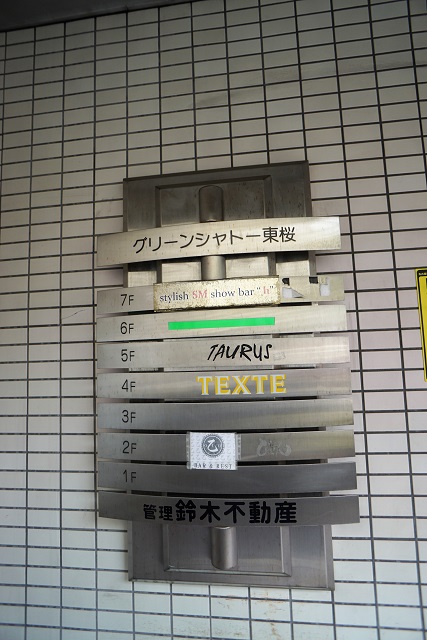 グリーンシャトー東桜
7F stylish SM show bar "Jr"
6F
5F TAURUS
4F TEXTE
3F
2F BAR & REST
1F
管理 鈴木不動産